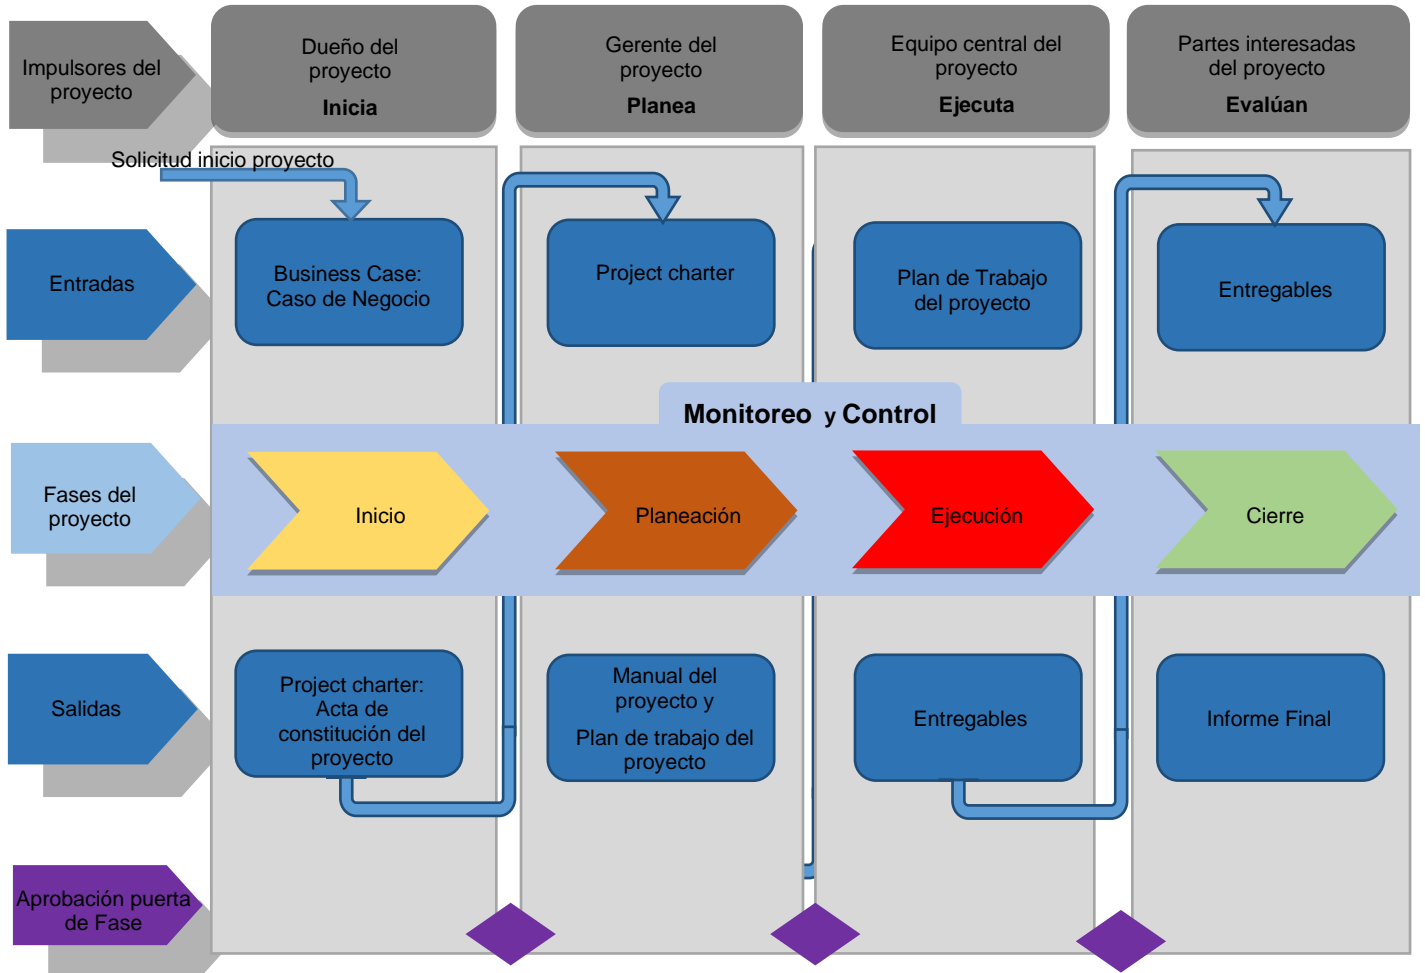 Impulsores del
proyecto
Dueño del
proyecto
Inicia
Gerente del
proyecto
Planea
Equipo central del
proyecto
Ejecuta
Partes interesadas
del proyecto
Evalúan
Solicitud inicio proyecto
Entradas
Business Case:
Caso de Negocio
Project charter
Plan de Trabajo
del proyecto
Entregables
Monitoreo y Control
Fases del
proyecto
Inicio
Planeación
Ejecución
Cierre
Salidas
Project charter:
Acta de
constitución del
proyecto
Manual del
proyecto y
Plan de trabajo del
proyecto
Entregables
Informe Final
Aprobación puerta
de Fase